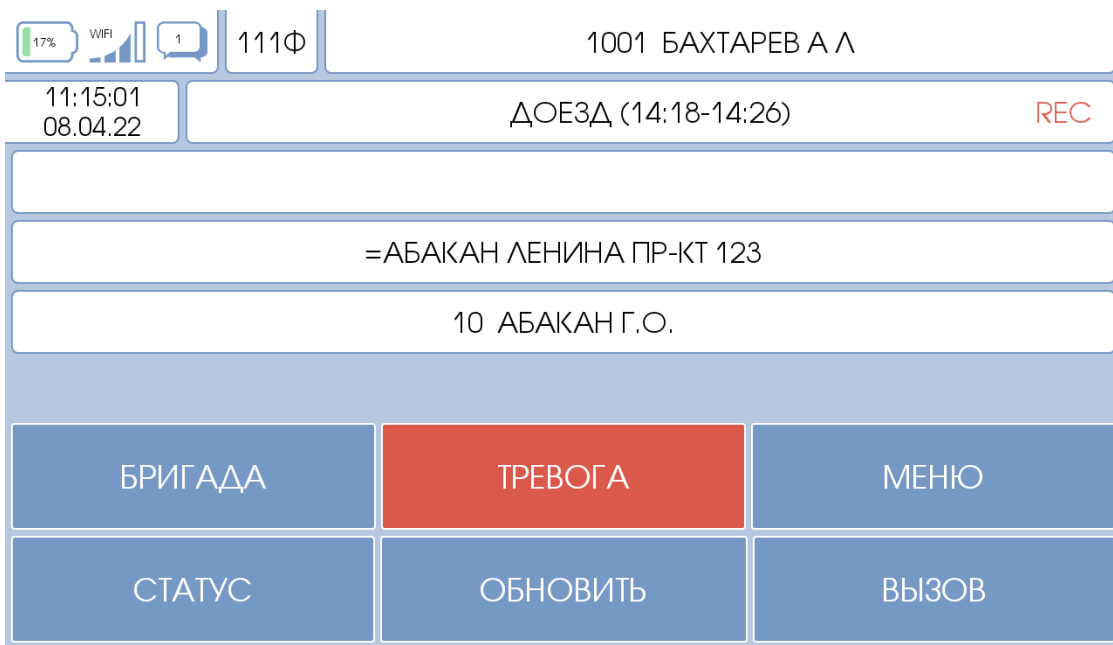 17% WIFI 1 111Ф 1001 БАХТАРЕВ А Л
11:15:01
08.04.22
ДОЕЗД (14:18-14:26) REC
=АБАКАН ЛЕНИНА ПР-КТ 123
10 АБАКАН Г.О.
БРИГАДА ТРЕВОГА МЕНЮ
СТАТУС ОБНОВИТЬ ВЫЗОВ